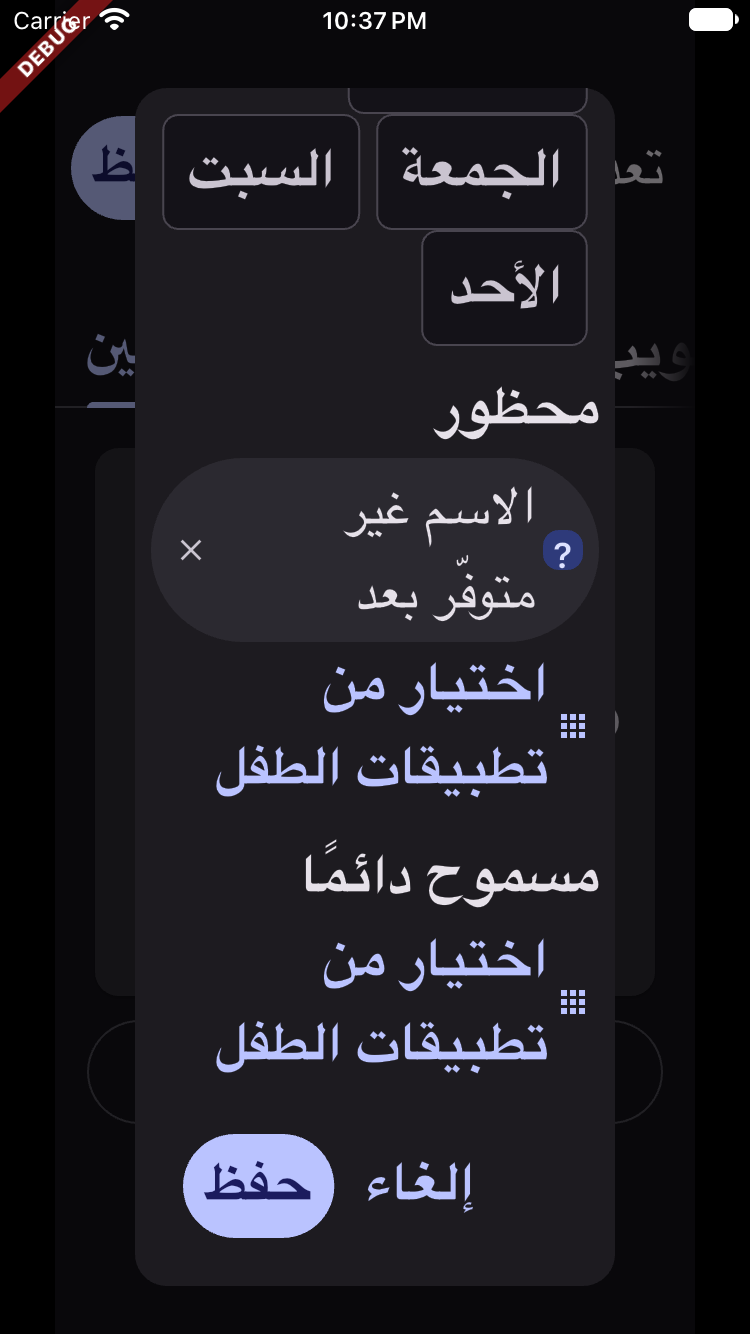 Carrier 10:37 PM
DEBUG
الجمعة السبت
الأحد
محظور
الاسم غير
متوفّر بعد
?
اختيار من
تطبيقات الطفل
مسموح دائمًا
اختيار من
تطبيقات الطفل
إلغاء حفظ